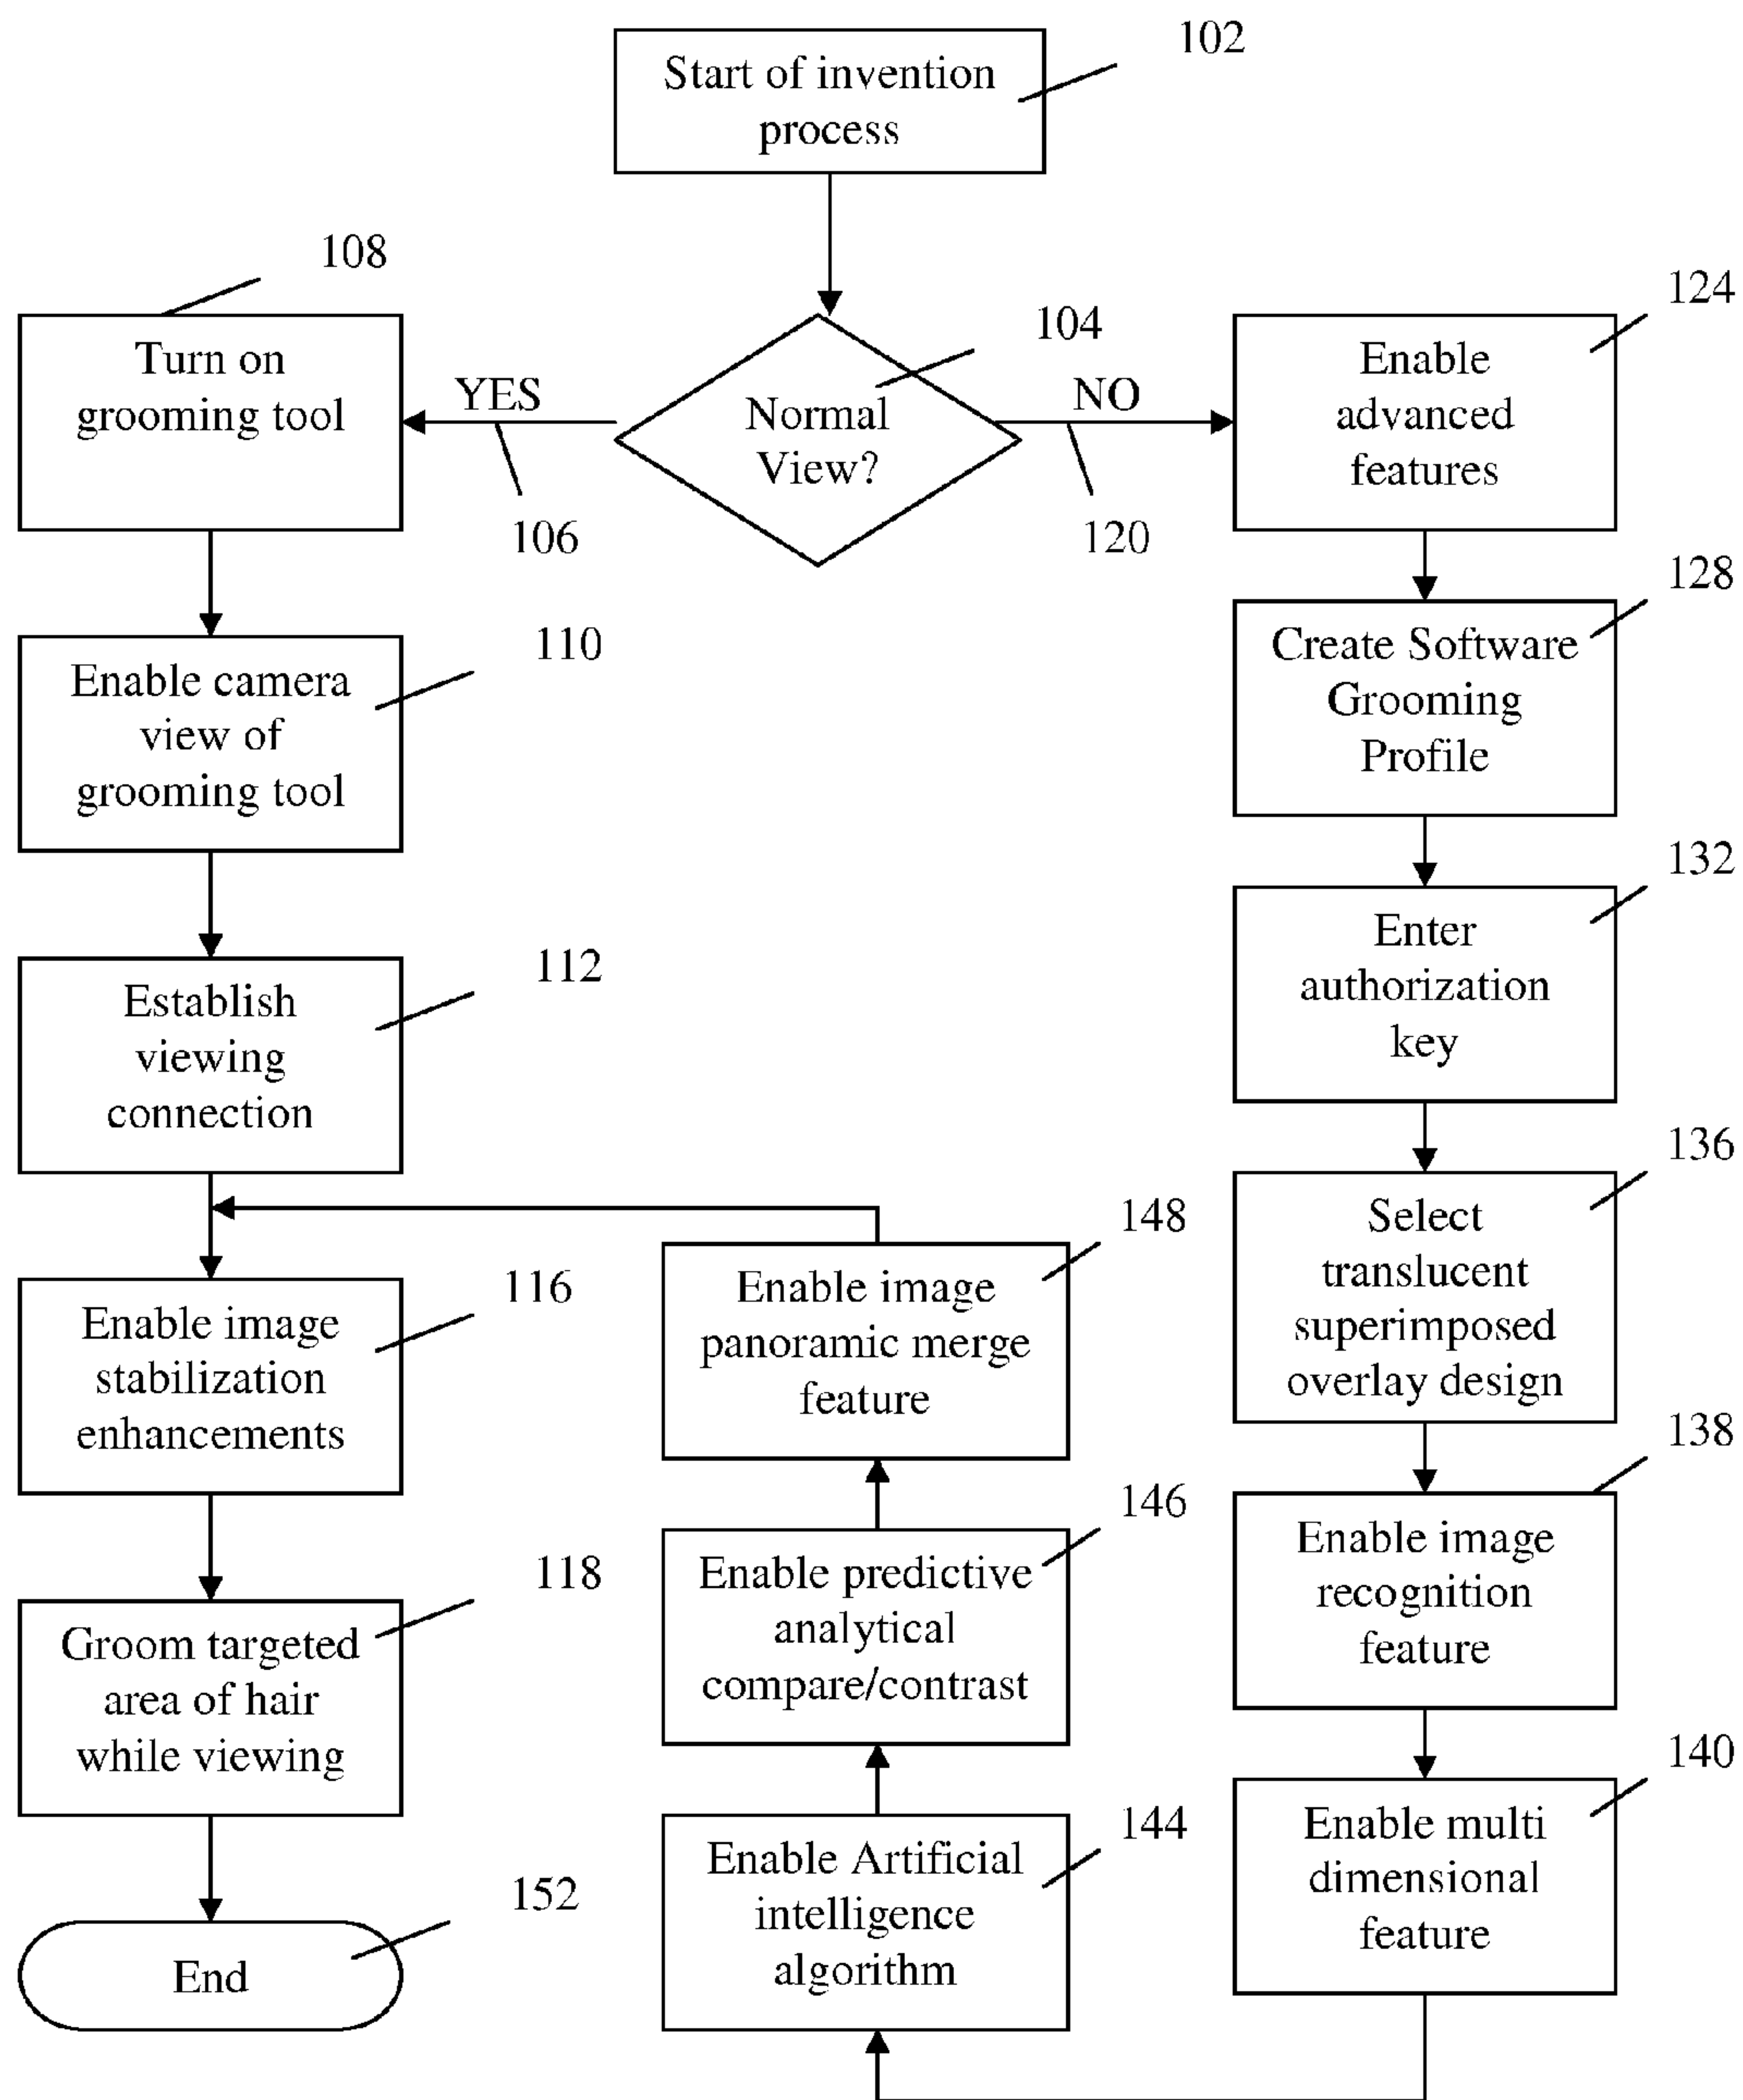 102
Start of invention
process
108
Turn on
grooming tool
YES
106
104
Normal
View?
NO
120
124
Enable
advanced
features
110
Enable camera
view of
grooming tool
128
Create Software
Grooming
Profile
112
Establish
viewing
connection
132
Enter
authorization
key
116
Enable image
stabilization
enhancements
148
Enable image
panoramic merge
feature
136
Select
translucent
superimposed
overlay design
118
Groom targeted
area of hair
while viewing
146
Enable predictive
analytical
compare/contrast
138
Enable image
recognition
feature
152
End
144
Enable Artificial
intelligence
algorithm
140
Enable multi
dimensional
feature